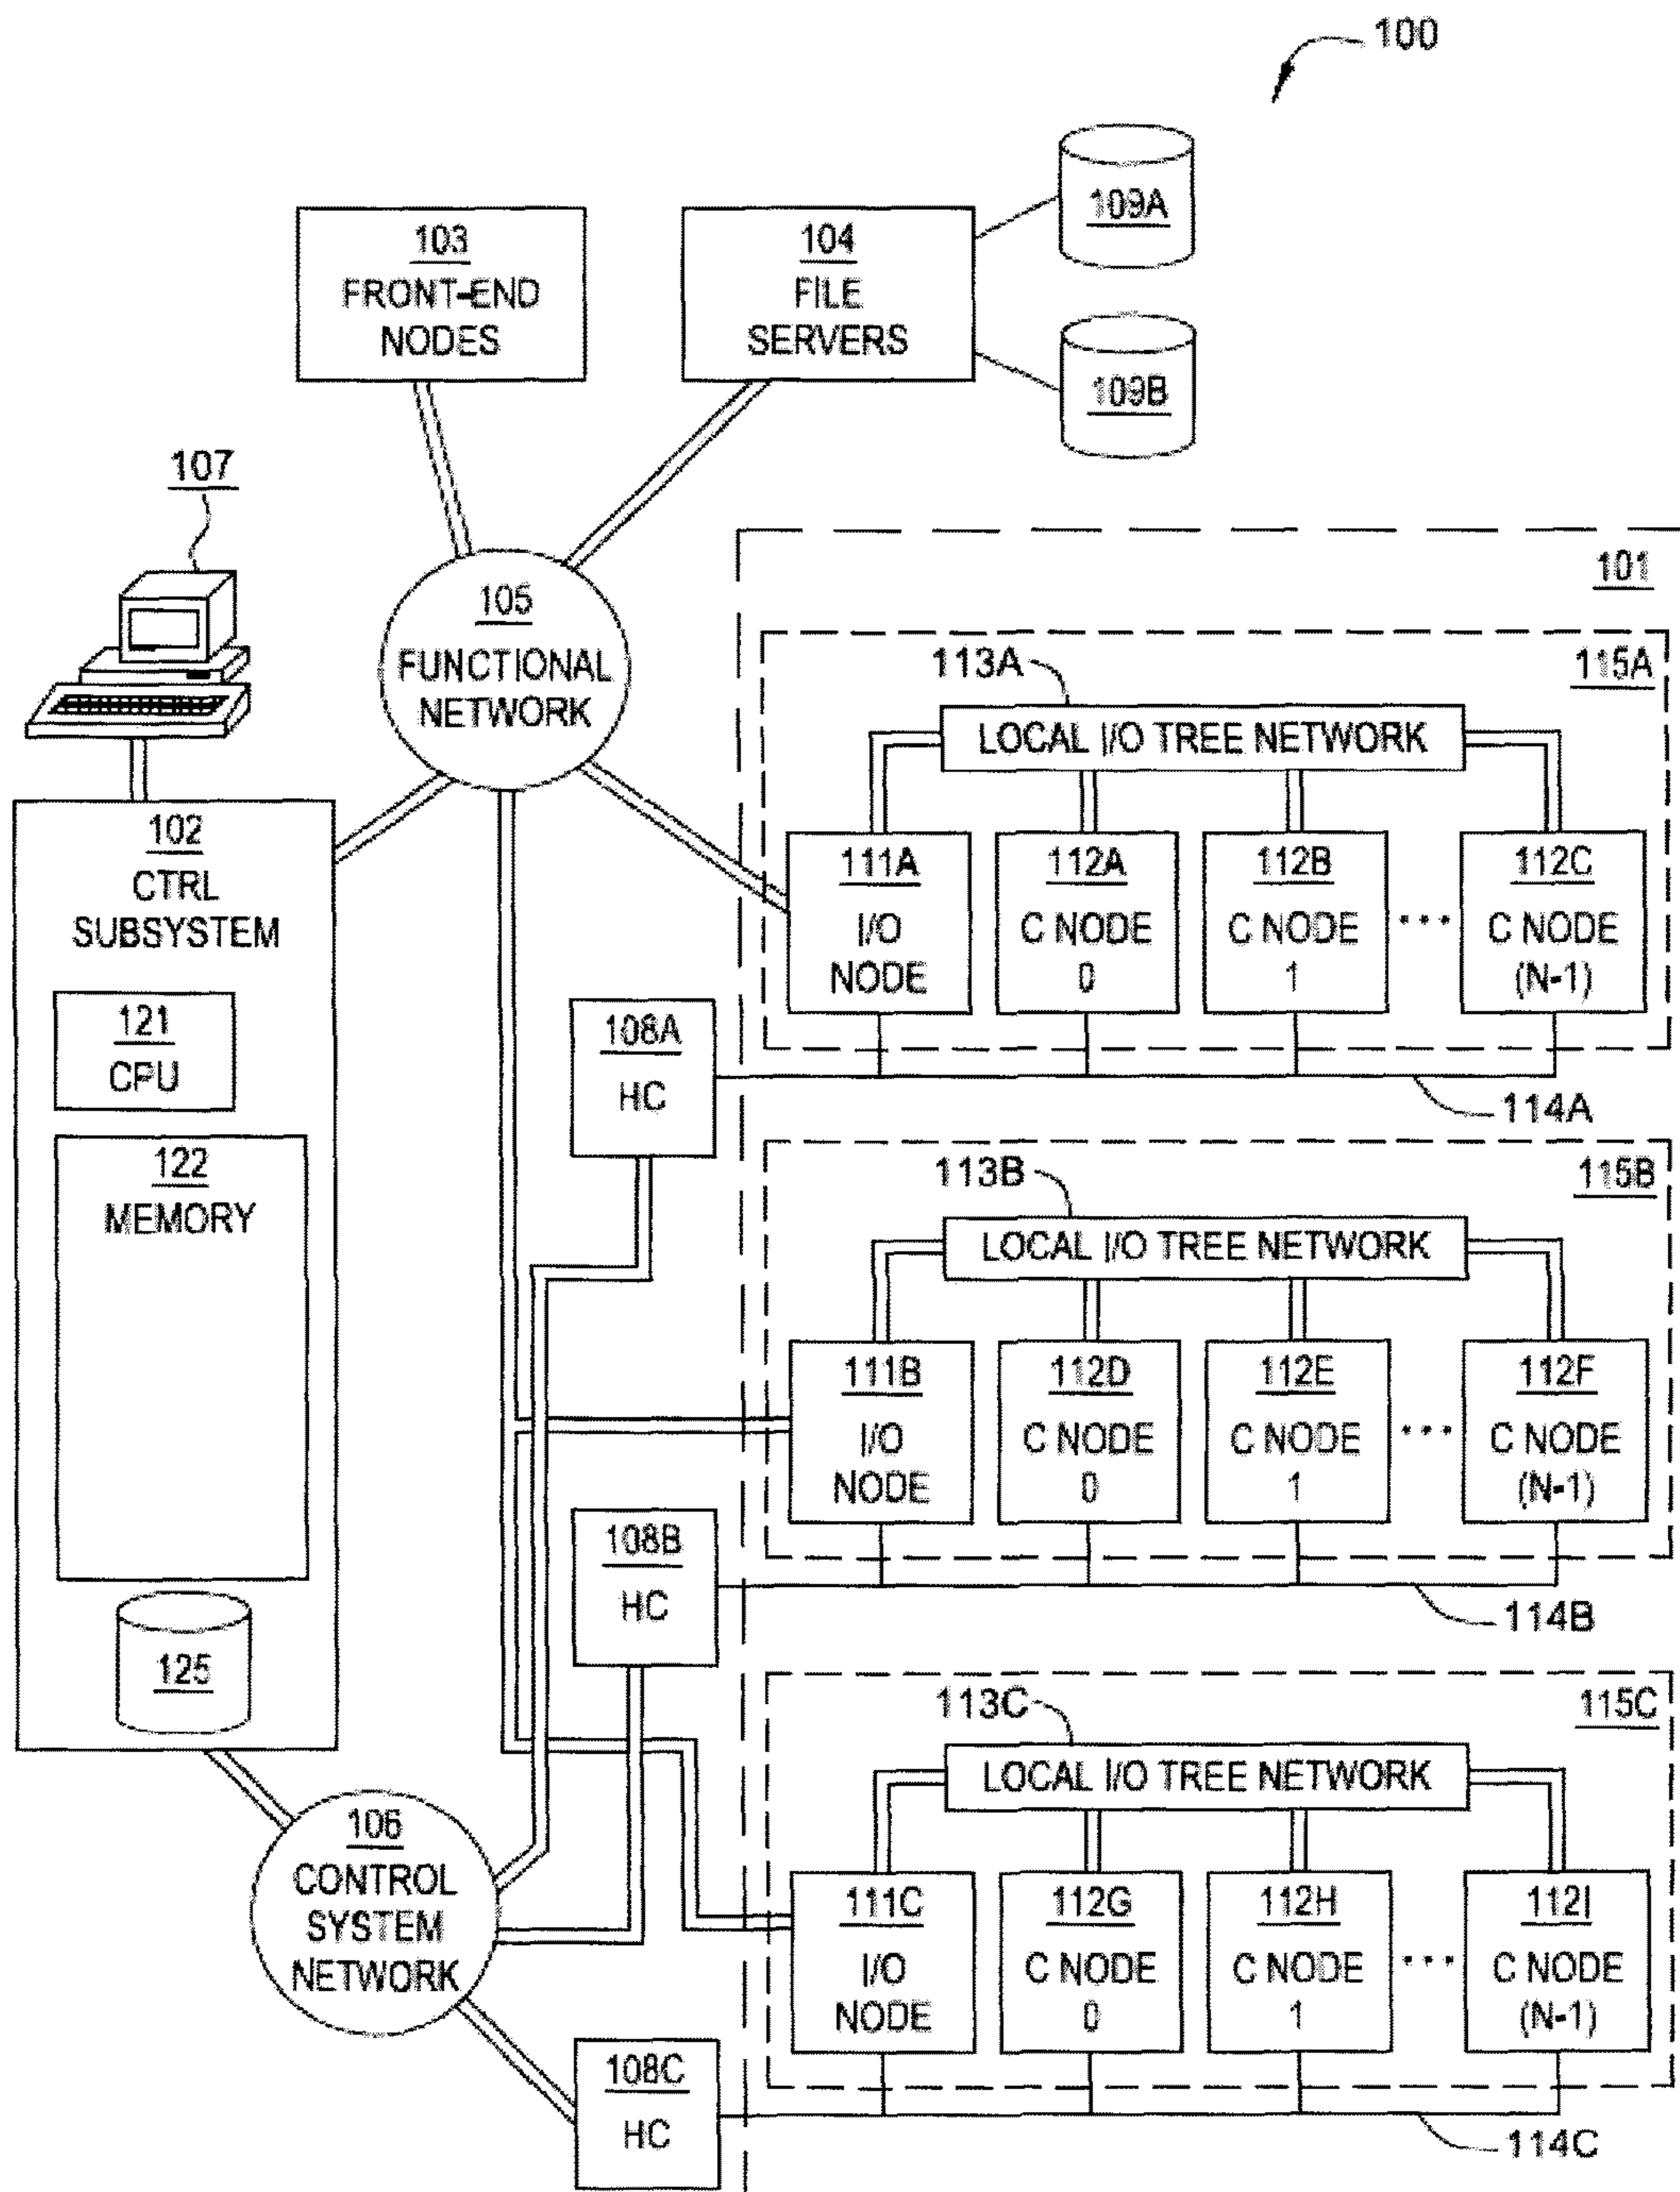 100
109A
103
FRONT-END
NODES
104
FILE
SERVERS
109B
107
101
105
FUNCTIONAL
NETWORK
113A
115A
LOCAL I/O TREE NETWORK
102
CTRL
SUBSYSTEM
111A
I/O
NODE
112A
C NODE
0
112B
C NODE
1
...
112C
C NODE
(N-1)
121
CPU
108A
HC
114A
122
MEMORY
113B
115B
LOCAL I/O TREE NETWORK
111B
I/O
NODE
112D
C NODE
0
112E
C NODE
1
...
112F
C NODE
(N-1)
108B
HC
114B
125
113C
115C
LOCAL I/O TREE NETWORK
106
CONTROL
SYSTEM
NETWORK
111C
I/O
NODE
112G
C NODE
0
112H
C NODE
1
...
112I
C NODE
(N-1)
108C
HC
114C